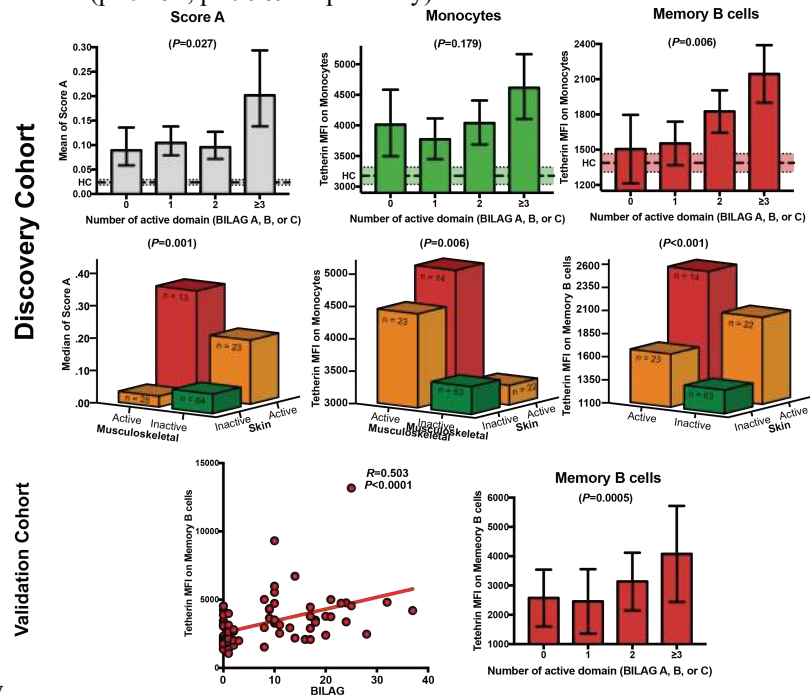 Score A
Monocytes
Memory B cells
(P=0.027)
(P=0.179)
(P=0.006)
Discovery Cohort
Mean of Score A
0.30
0.25
0.20
0.15
0.10
0.05
0.00
HC
0 1 2 ≥3
Number of active domain (BILAG A, B, or C)
Tetherin MFI on Monocytes
5000
4500
4000
3500
3000
HC
0 1 2 ≥3
Number of active domain (BILAG A, B, or C)
Tetherin MFI on Monocytes
2400
1800
1500
1200
HC
0 1 2 ≥3
Number of active domain (BILAG A, B, or C)
(P=0.001)
(P=0.006)
(P<0.001)
Median of Score A
.40
.30
.20
.10
.00
n = 13
n = 23
n = 64
Active
Inactive
Musculoskeletal
Inactive
Active
Skin
Tetherin MFI on Monocytes
5000
4500
4000
3500
3000
n = 14
n = 23
n = 63
n = 22
Active
Inactive
Musculoskeletal
Musculoskeletal
Inactive
Active
Skin
Tetherin MFI on Memory B cells
2600
2350
2100
1850
1600
1350
1100
n = 14
n = 22
n = 23
n = 63
Active
Inactive
Musculoskeletal
Inactive
Active
Skin
Validation Cohort
Tetherin MFI on Memory B cells
15000
10000
5000
0
R=0.503
P<0.0001
0 10 20 30 40
BILAG
Memory B cells
(P=0.0005)
Tetehrin MFI on Memeory B cells
6000
5000
4000
3000
2000
1000
0 1 2 ≥3
Number of active domain (BILAG A, B, or C)